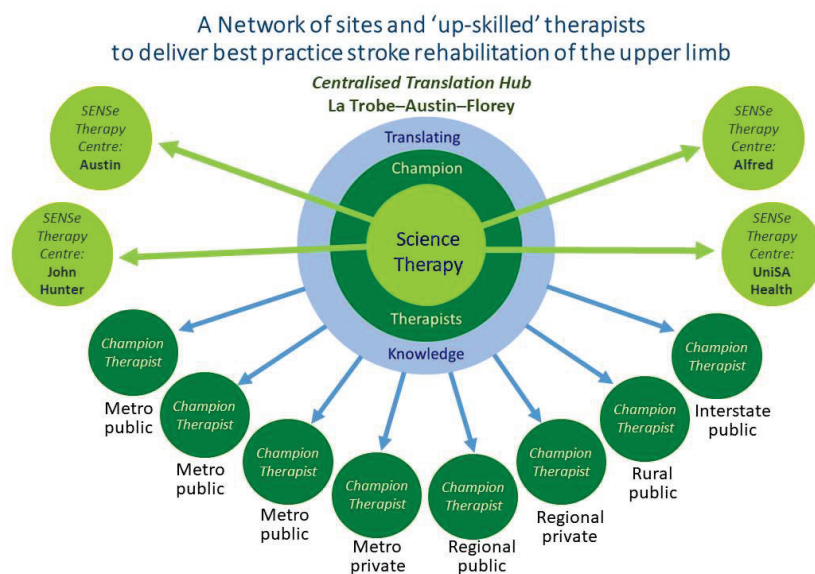 A Network of sites and ‘up-skilled’ therapists
to deliver best practice stroke rehabilitation of the upper limb
Centralised Translation Hub
La Trobe–Austin–Florey
SENSe
Therapy
Centre:
Austin
SENSe
Therapy
Centre:
Alfred
Translating
Champion
Science
Therapy
Therapists
Knowledge
SENSe
Therapy
Centre:
John
Hunter
SENSe
Therapy
Centre:
UniSA
Health
Champion
Therapist
Metro
public
Champion
Therapist
Metro
public
Champion
Therapist
Metro
public
Champion
Therapist
Metro
private
Champion
Therapist
Regional
public
Champion
Therapist
Regional
private
Champion
Therapist
Rural
public
Champion
Therapist
Interstate
public